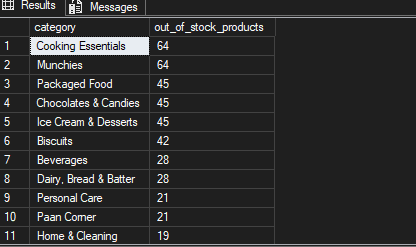 Results Messages
category out_of_stock_products
1 Cooking Essentials 64
2 Munchies 64
3 Packaged Food 45
4 Chocolates & Candies 45
5 Ice Cream & Desserts 45
6 Biscuits 42
7 Beverages 28
8 Dairy, Bread & Batter 28
9 Personal Care 21
10 Paan Corner 21
11 Home & Cleaning 19